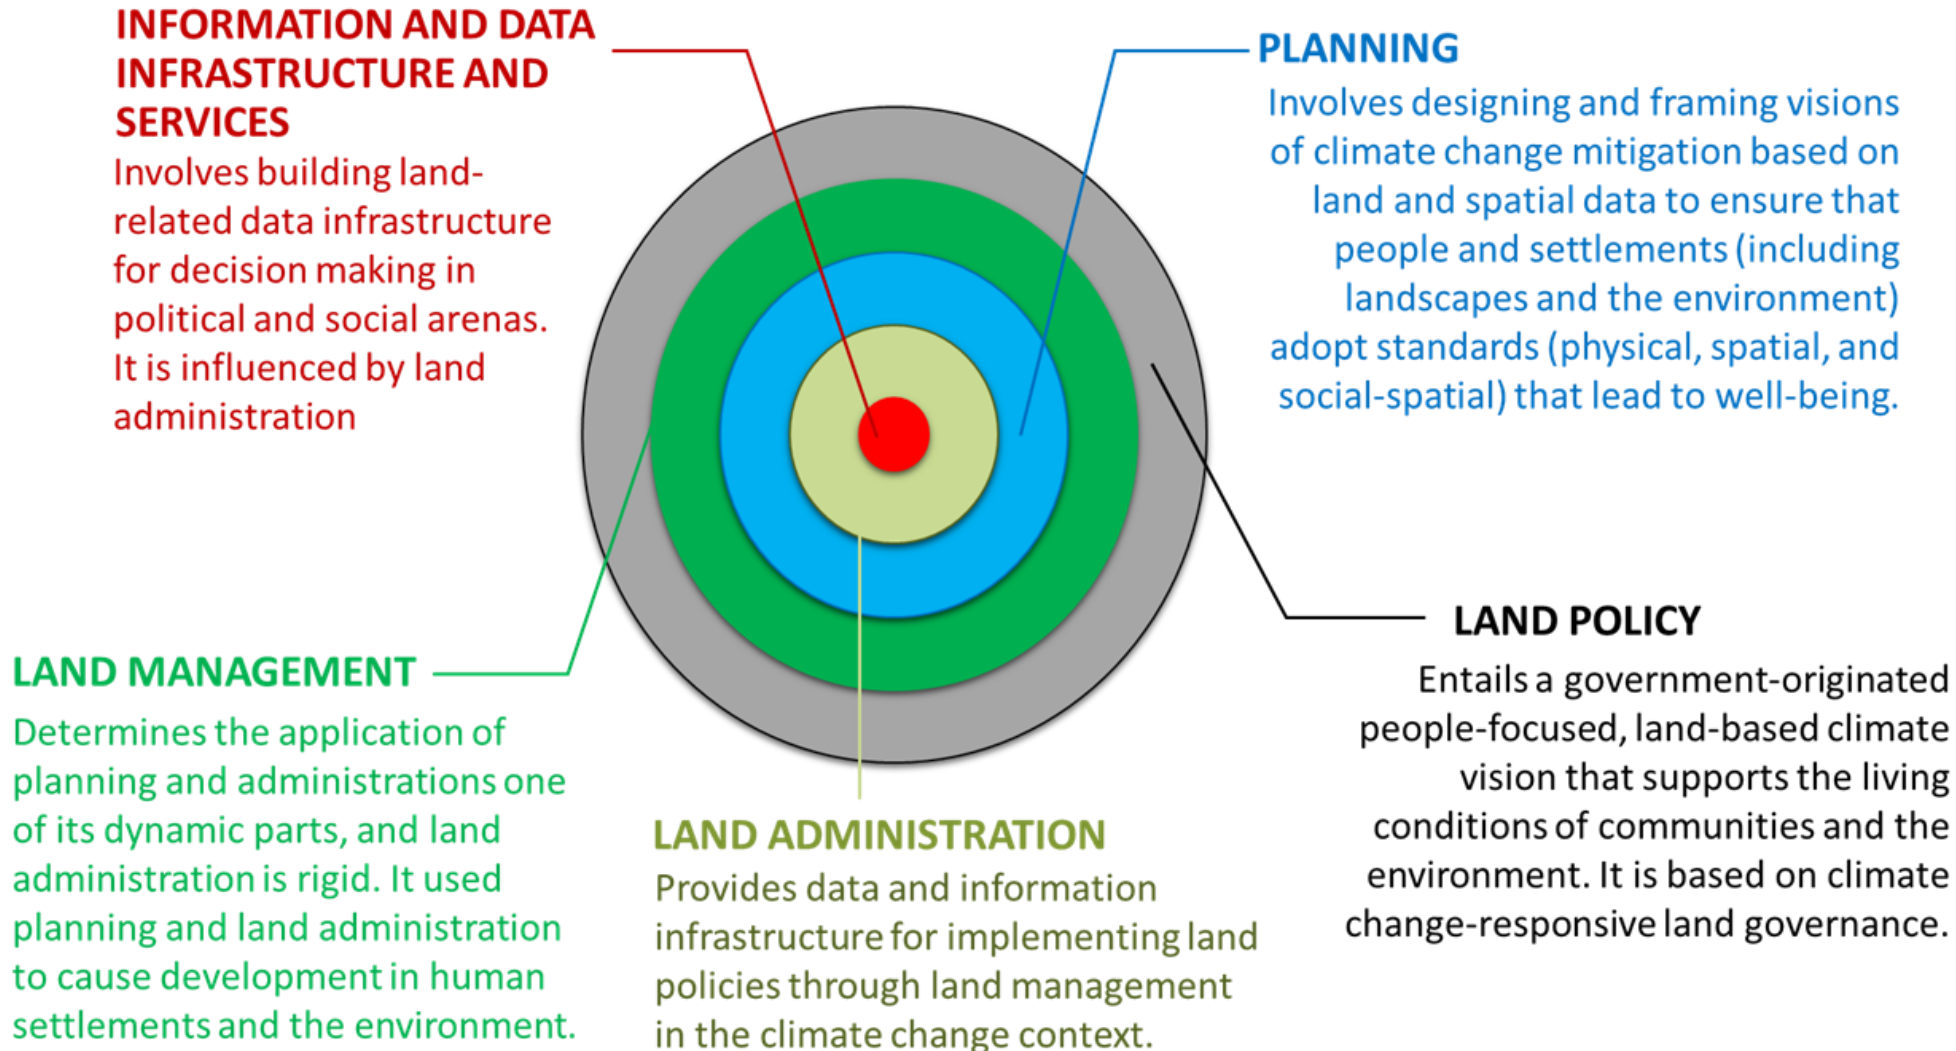 INFORMATION AND DATA
INFRASTRUCTURE AND
SERVICES
Involves building land-
related data infrastructure
for decision making in
political and social arenas.
It is influenced by land
administration
PLANNING
Involves designing and framing visions
of climate change mitigation based on
land and spatial data to ensure that
people and settlements (including
landscapes and the environment)
adopt standards (physical, spatial, and
social-spatial) that lead to well-being.
LAND MANAGEMENT
Determines the application of
planning and administrations one
of its dynamic parts, and land
administration is rigid. It used
planning and land administration
to cause development in human
settlements and the environment.
LAND ADMINISTRATION
Provides data and information
infrastructure for implementing land
policies through land management
in the climate change context.
LAND POLICY
Entails a government-originated
people-focused, land-based climate
vision that supports the living
conditions of communities and the
environment. It is based on climate
change-responsive land governance.